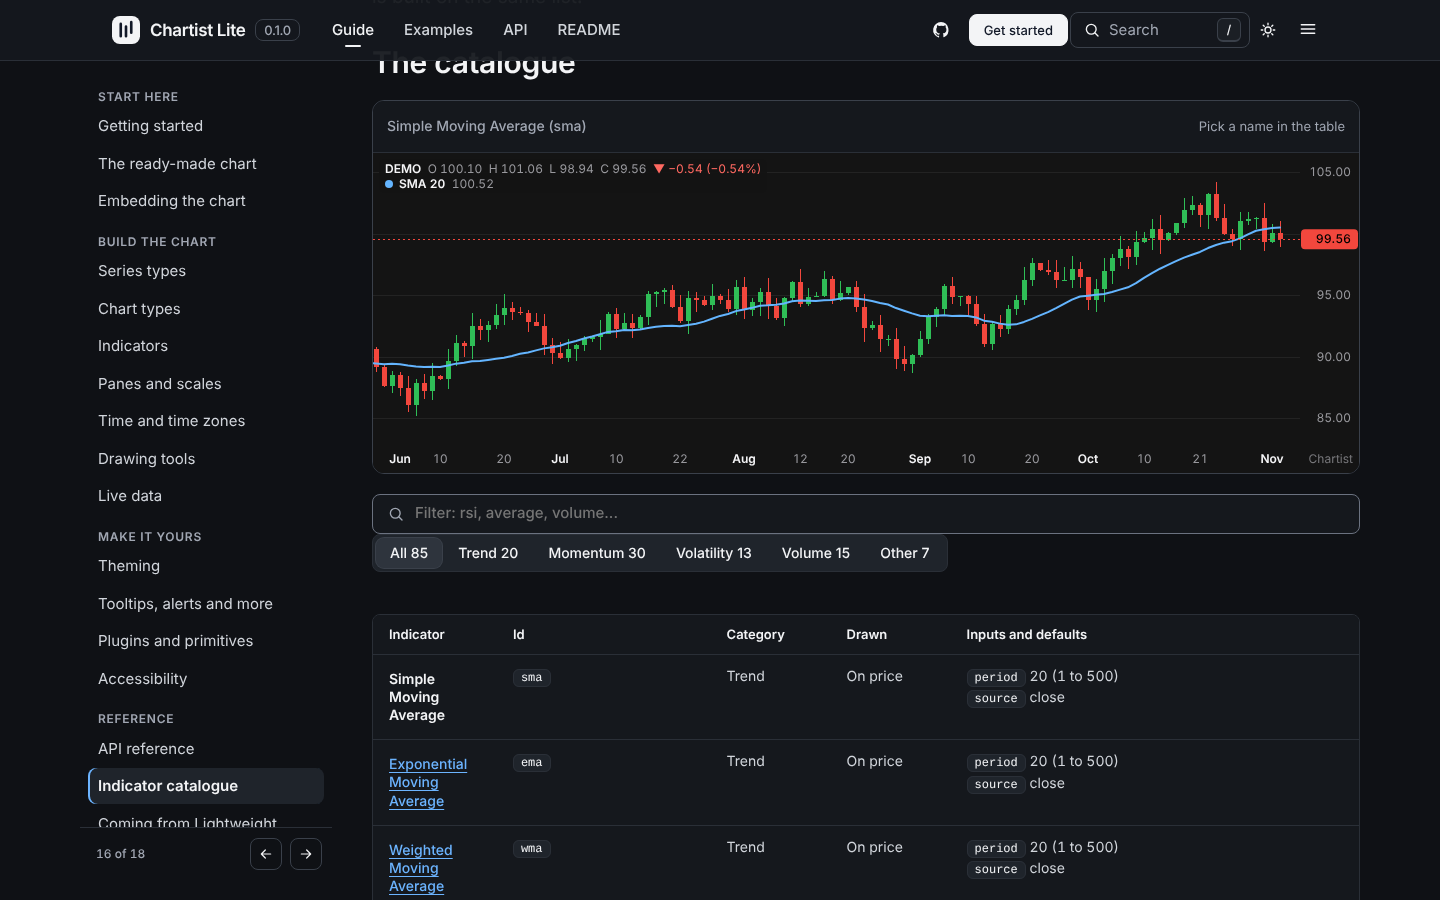 Chartist Lite 0.1.0 Guide Examples API README Get started Search /
START HERE
Getting started
The ready-made chart
Embedding the chart
BUILD THE CHART
Series types
Chart types
Indicators
Panes and scales
Time and time zones
Drawing tools
Live data
MAKE IT YOURS
Theming
Tooltips, alerts and more
Plugins and primitives
Accessibility
REFERENCE
API reference
Indicator catalogue
Coming from Lightweight
16 of 18
The catalogue
Simple Moving Average (sma) Pick a name in the table
DEMO O 100.10 H 101.06 L 98.94 C 99.56 ▼ −0.54 (−0.54%)
SMA 20 100.52
105.00
99.56
95.00
90.00
85.00
Jun 10 20 Jul 10 22 Aug 12 20 Sep 10 20 Oct 10 21 Nov Chartist
Filter: rsi, average, volume...
All 85 Trend 20 Momentum 30 Volatility 13 Volume 15 Other 7
Indicator Id Category Drawn Inputs and defaults
Simple Moving Average sma Trend On price period 20 (1 to 500)
source close
Exponential Moving Average ema Trend On price period 20 (1 to 500)
source close
Weighted Moving Average wma Trend On price period 20 (1 to 500)
source close